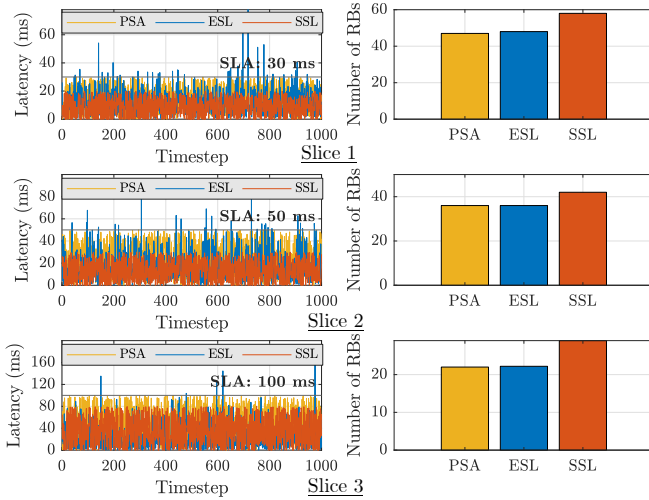 PSA ESL SSL
SLA: 30 ms
Latency (ms)
60
40
20
0
0 200 400 600 800 1000
Timestep
Slice 1
Number of RBs
60
40
20
0
PSA ESL SSL
PSA ESL SSL
SLA: 50 ms
Latency (ms)
80
60
40
20
0
0 200 400 600 800 1000
Timestep
Slice 2
Number of RBs
40
20
0
PSA ESL SSL
PSA ESL SSL
SLA: 100 ms
Latency (ms)
160
120
80
40
0
0 200 400 600 800 1000
Timestep
Slice 3
Number of RBs
20
0
PSA ESL SSL